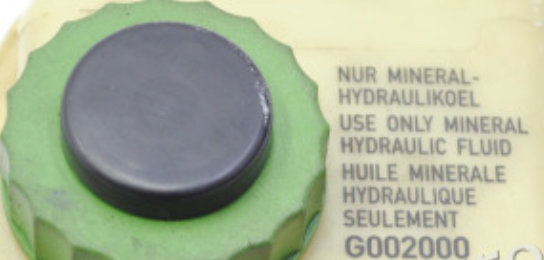 NUR MINERAL-
HYDRAULIKOEL
USE ONLY MINERAL
HYDRAULIC FLUID
HUILE MINERALE
HYDRAULIQUE
SEULEMENT
G002000